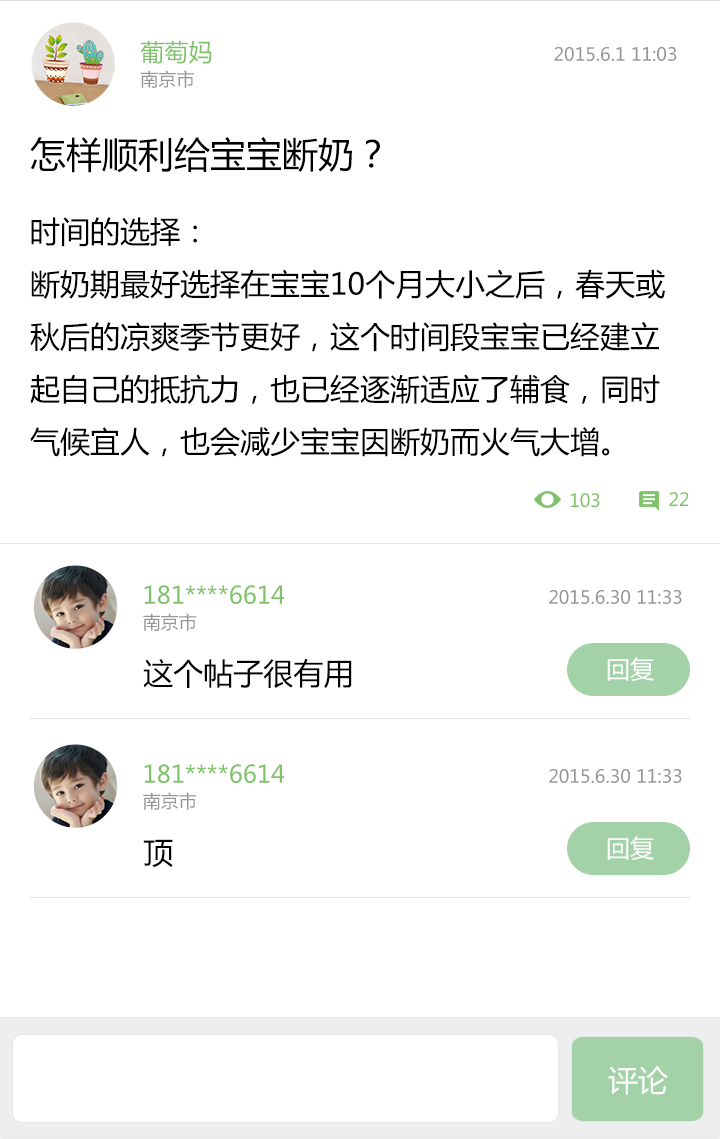 葡萄妈
2015.6.1 11:03
南京市
怎样顺利给宝宝断奶？
时间的选择：
断奶期最好选择在宝宝10个月大小之后，春天或
秋后的凉爽季节更好，这个时间段宝宝已经建立
起自己的抵抗力，也已经逐渐适应了辅食，同时
气候宜人，也会减少宝宝因断奶而火气大增。
103
22
181****6614
2015.6.30 11:33
南京市
这个帖子很有用
回复
181****6614
2015.6.30 11:33
南京市
顶
回复
评论